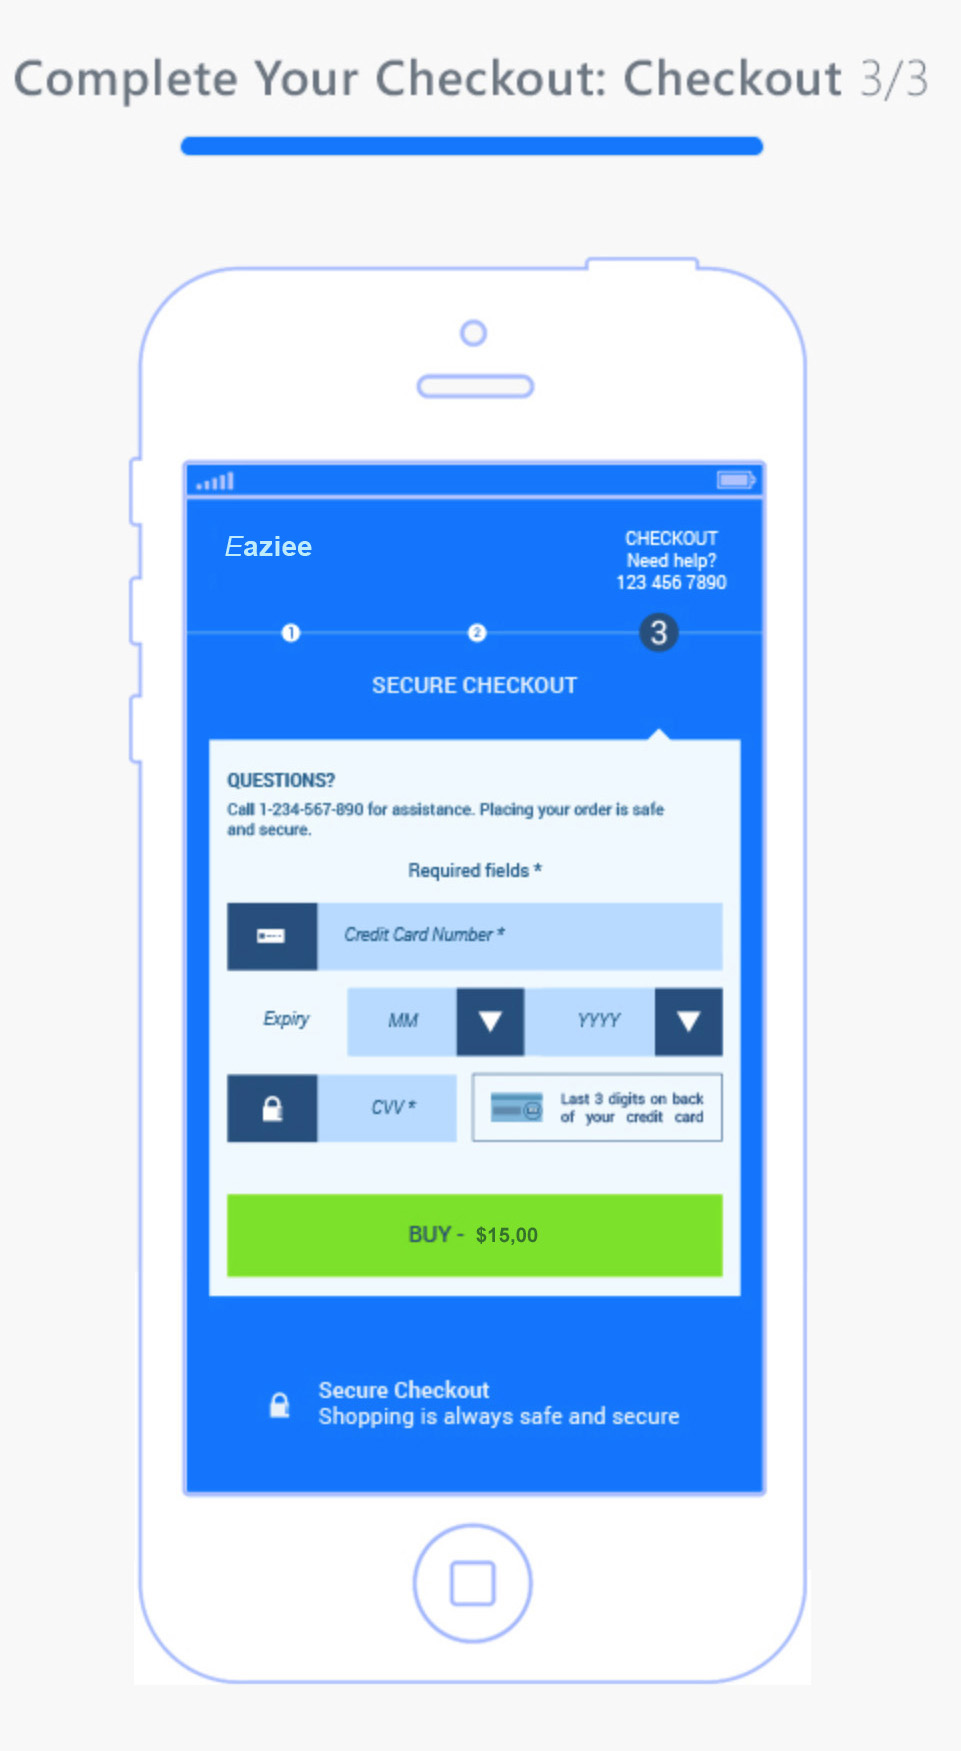 Complete Your Checkout: Checkout 3/3
Eaziee
CHECKOUT
Need help?
123 456 7890
1 2 3
SECURE CHECKOUT
QUESTIONS?
Call 1-234-567-890 for assistance. Placing your order is safe
and secure.
Required fields *
Credit Card Number *
Expiry MM YYYY
CVV *
Last 3 digits on back
of your credit card
BUY - $15,00
Secure Checkout
Shopping is always safe and secure